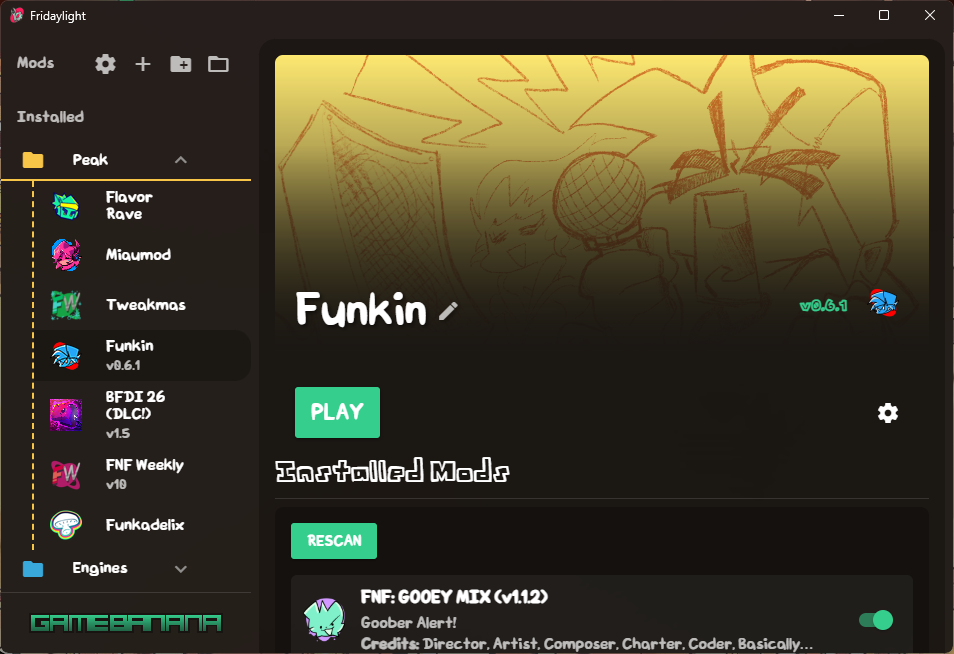 Fridaylight
Mods
Installed
Peak
Flavor
Rave
Miaumod
Tweakmas
Funkin
v0.6.1
BFDI 26
(DLC!)
v1.5
FNF Weekly
v10
Funkadelix
Engines
GAMEBANANA
Funkin
v0.6.1
PLAY
Installed Mods
RESCAN
FNF: GOOEY MIX (v1.1.2)
Goober Alert!
Credits: Director, Artist, Composer, Charter, Coder, Basically...